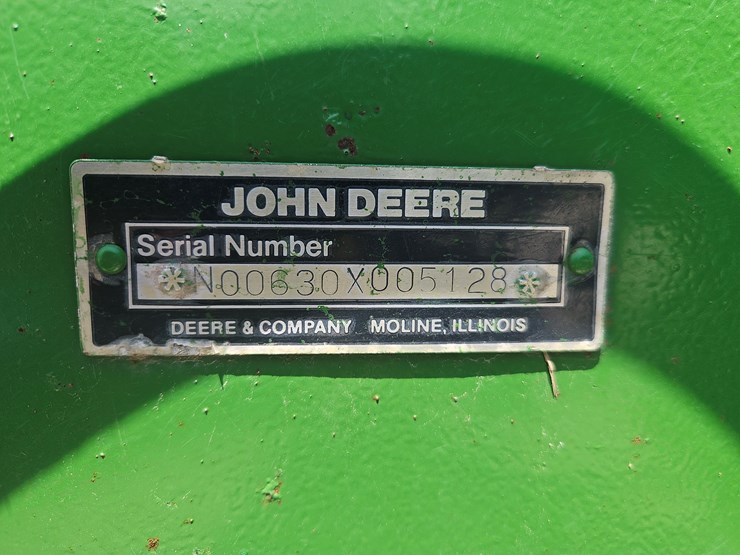 JOHN DEERE
Serial Number
*N00630X005128*
DEERE & COMPANY MOLINE, ILLINOIS